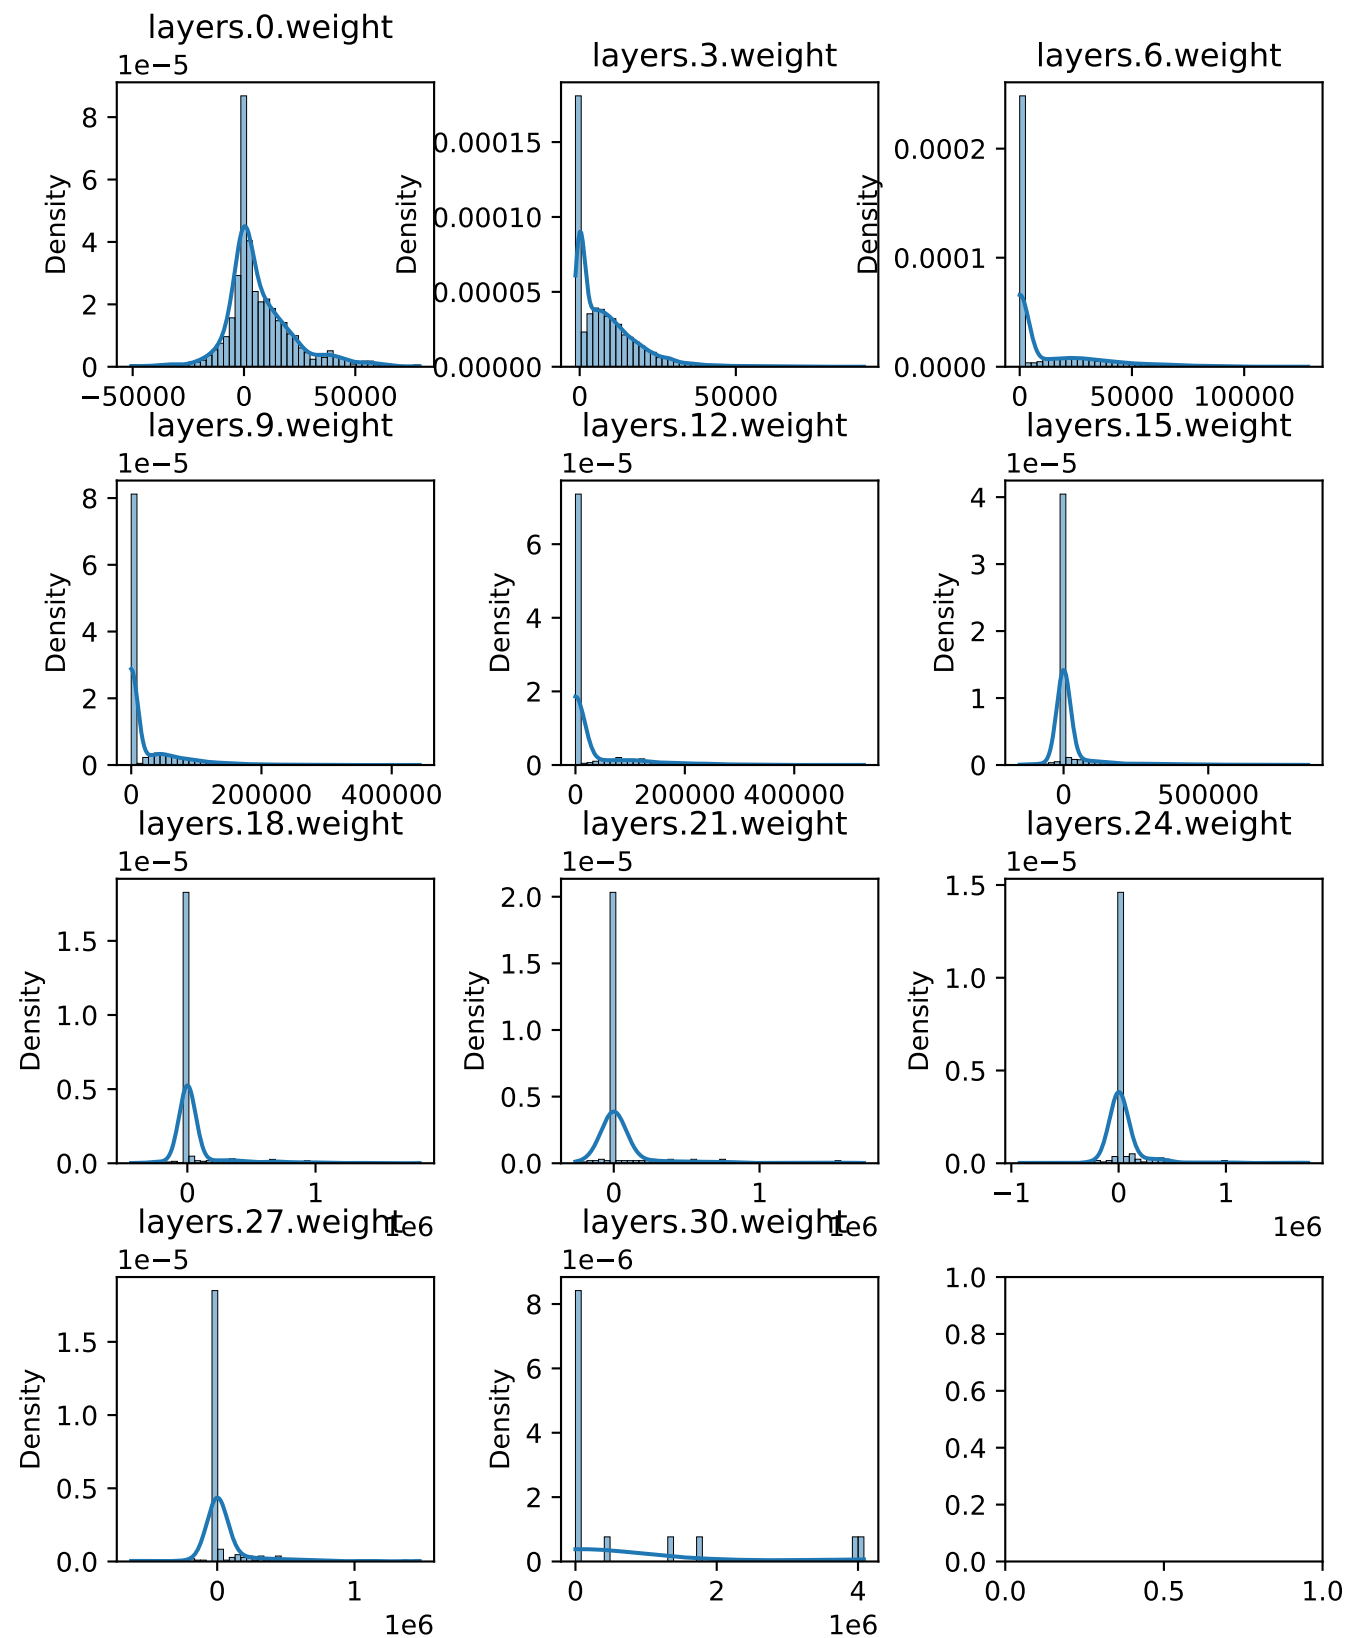 layers.0.weight
layers.3.weight
layers.6.weight
1e−5
Density
8
6
4
2
0
−50000 0 50000
Density
0.00015
0.00010
0.00005
0.00000
0 50000
Density
0.0002
0.0001
0.0000
0 50000 100000
layers.9.weight
layers.12.weight
layers.15.weight
1e−5
Density
8
6
4
2
0
0 200000 400000
1e−5
Density
6
4
2
0
0 200000 400000
1e−5
Density
4
3
2
1
0
0 500000
layers.18.weight
layers.21.weight
layers.24.weight
1e−5
Density
1.5
1.0
0.5
0.0
0 1
1e6
1e−5
Density
2.0
1.5
1.0
0.5
0.0
0 1
1e6
1e−5
Density
1.5
1.0
0.5
0.0
−1 0 1
1e6
layers.27.weight
layers.30.weight
1e−5
Density
1.5
1.0
0.5
0.0
0 1
1e6
1e−6
Density
8
6
4
2
0
0 2 4
1e6
1.0
0.8
0.6
0.4
0.2
0.0
0.0 0.5 1.0